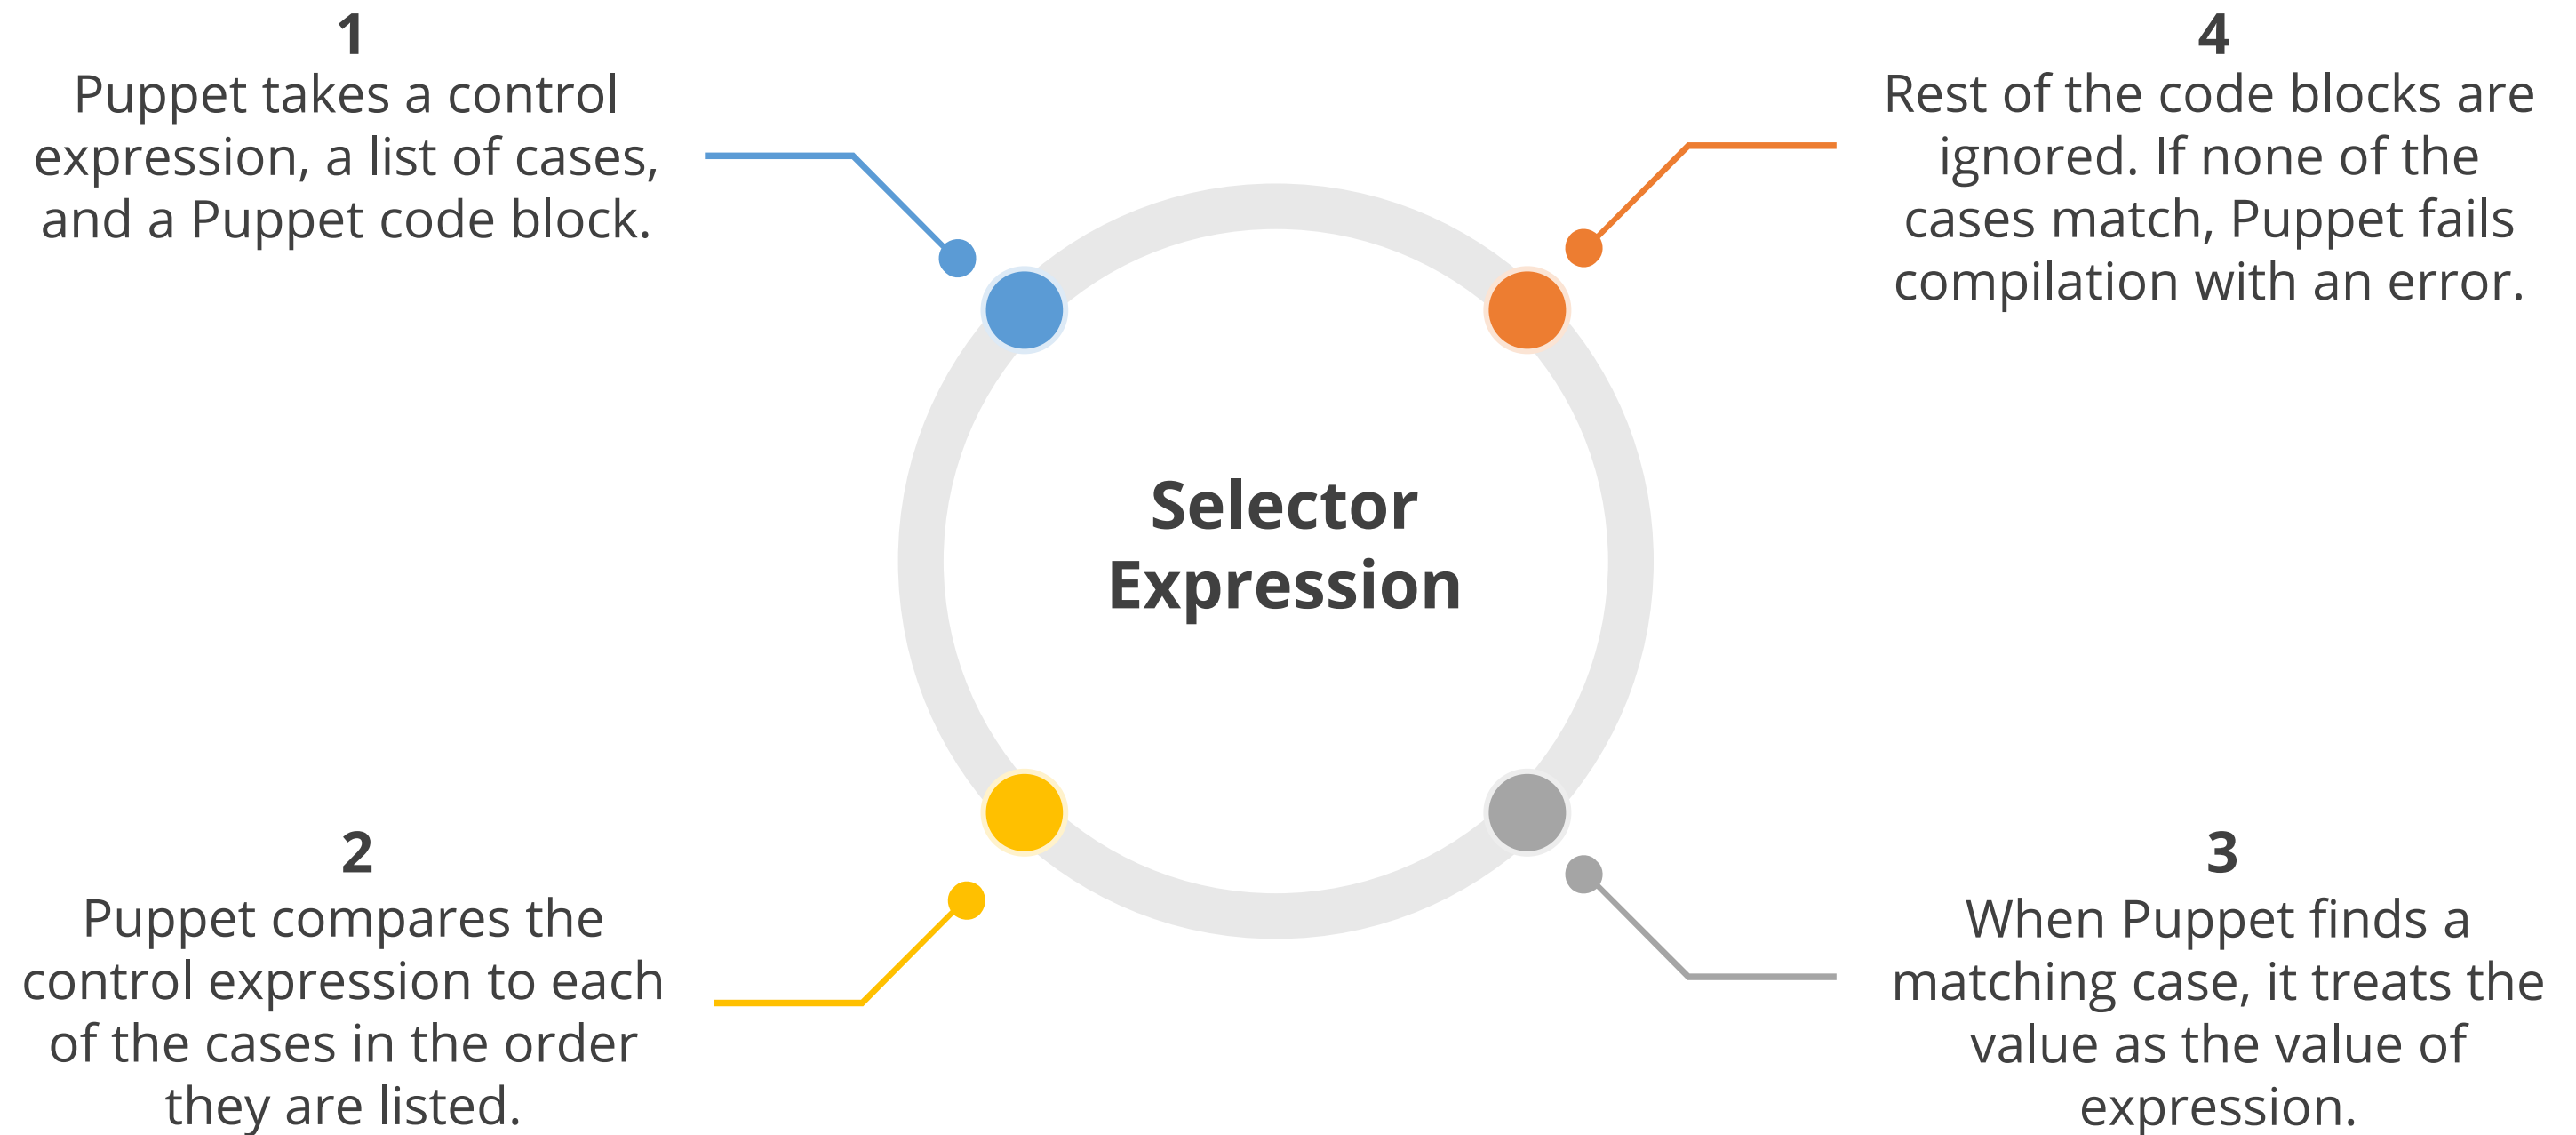 1
Puppet takes a control
expression, a list of cases,
and a Puppet code block.
2
Puppet compares the
control expression to each
of the cases in the order
they are listed.
Selector
Expression
3
When Puppet finds a
matching case, it treats the
value as the value of
expression.
4
Rest of the code blocks are
ignored. If none of the
cases match, Puppet fails
compilation with an error.